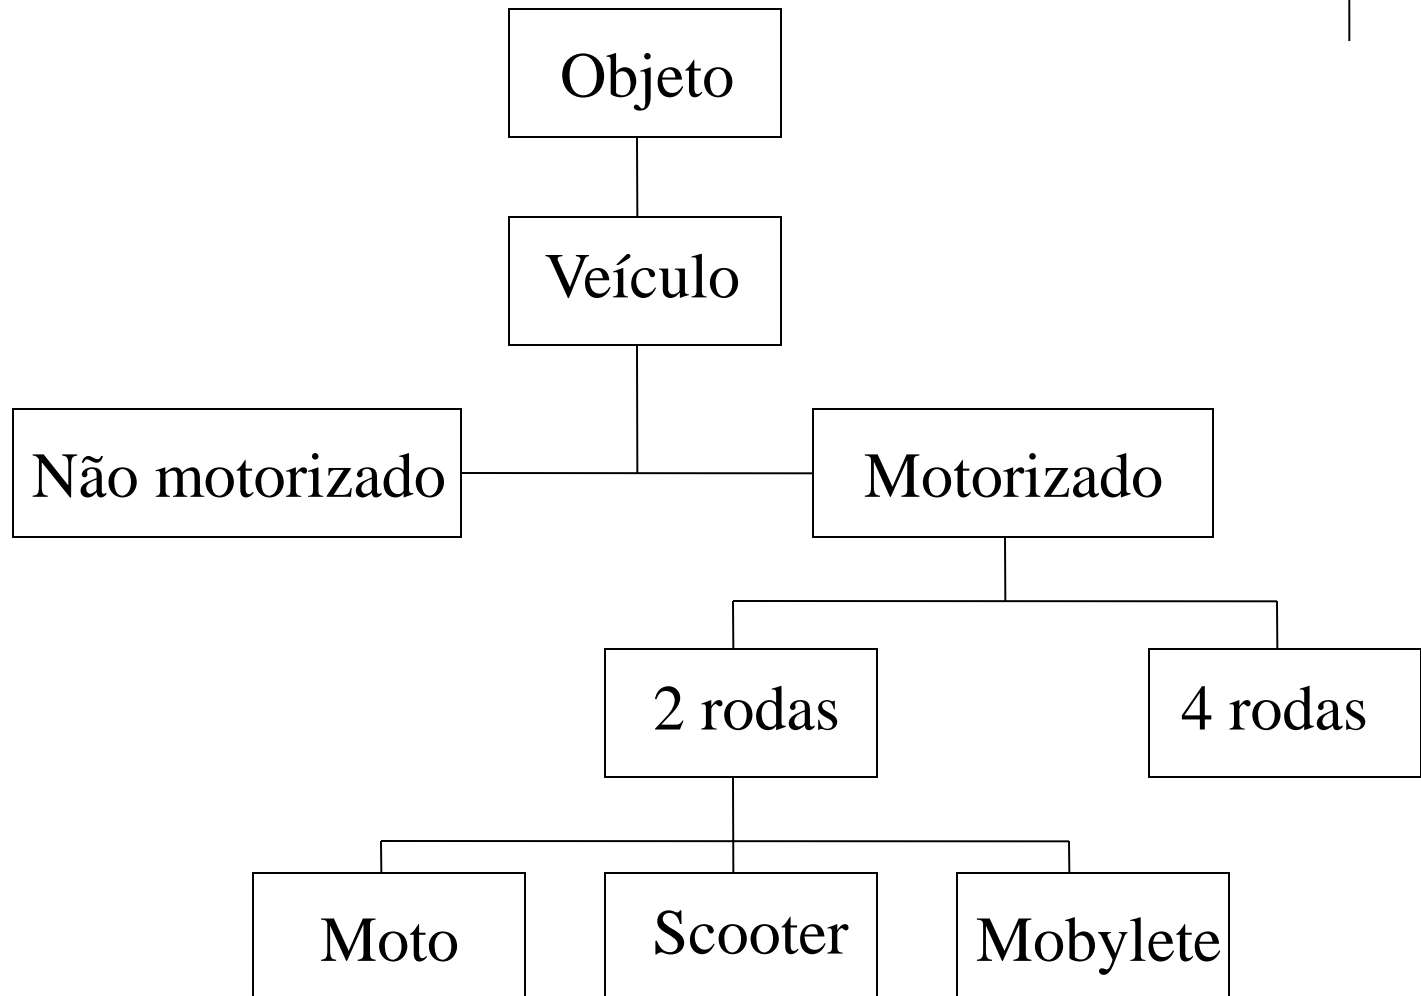 Objeto
Veículo
Não motorizado
Motorizado
2 rodas
4 rodas
Moto
Scooter
Mobylete